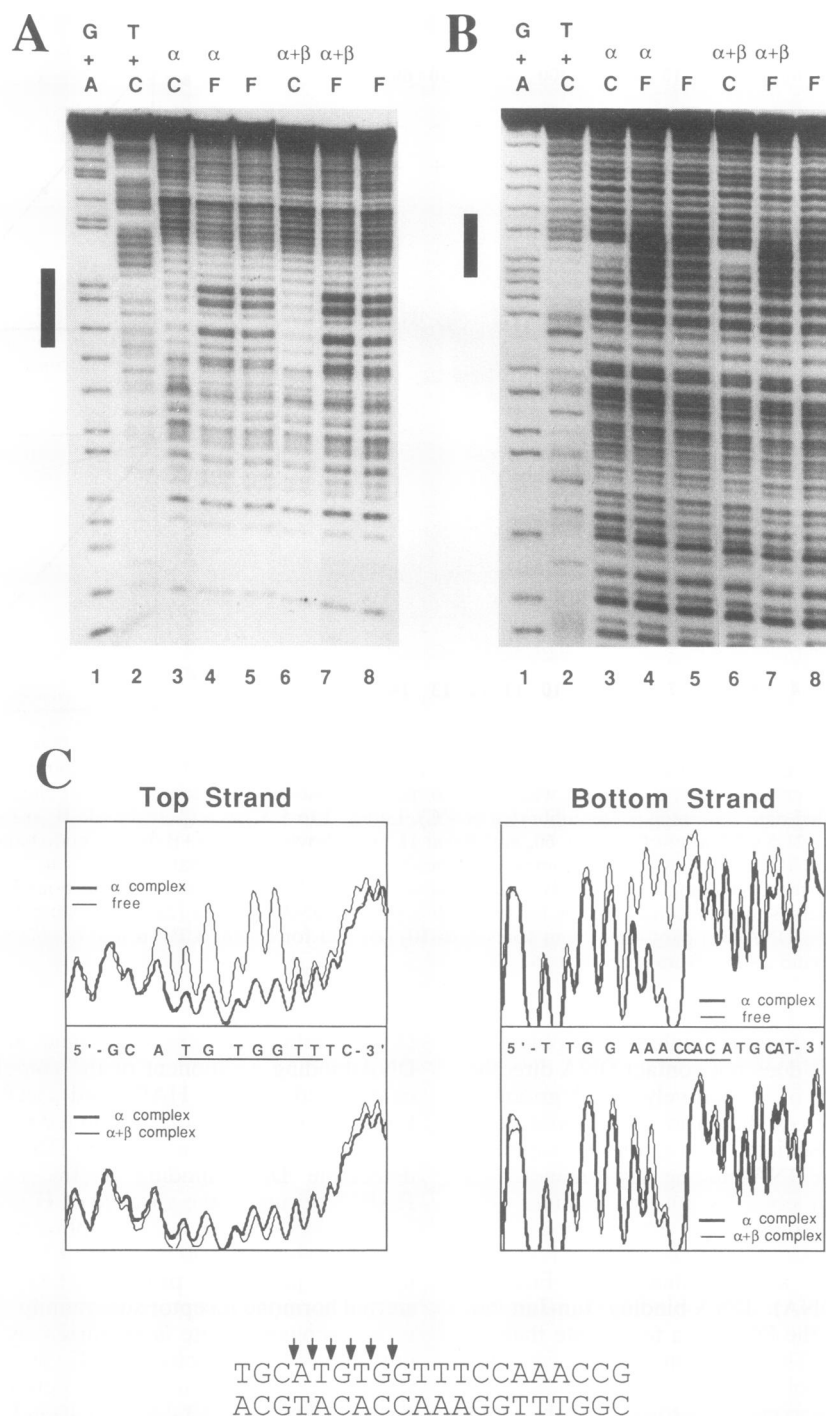 A
G T
+ + α α α+β α+β
A C C F F C F F
1 2 3 4 5 6 7 8
B
G T
+ + α α α+β α+β
A C C F F C F F
1 2 3 4 5 6 7 8
C
Top Strand
α complex
free
5'-GC A TG TGGTTTC-3'
α complex
α+β complex
Bottom Strand
α complex
free
5'-T TGG AAACCACATGCAT-3'
α complex
α+β complex
TGCATGTGGTTTCCAAACCG
ACGTACACCAAAGGTTTGGC